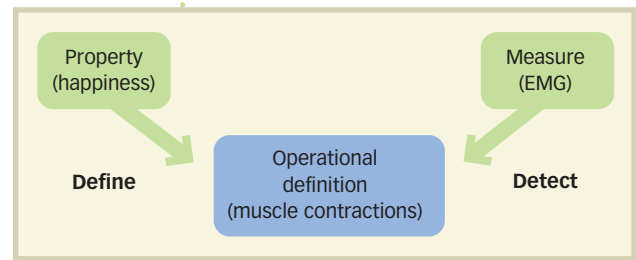 Property
(happiness)
Measure
(EMG)
Operational
definition
(muscle contractions)
Define
Detect